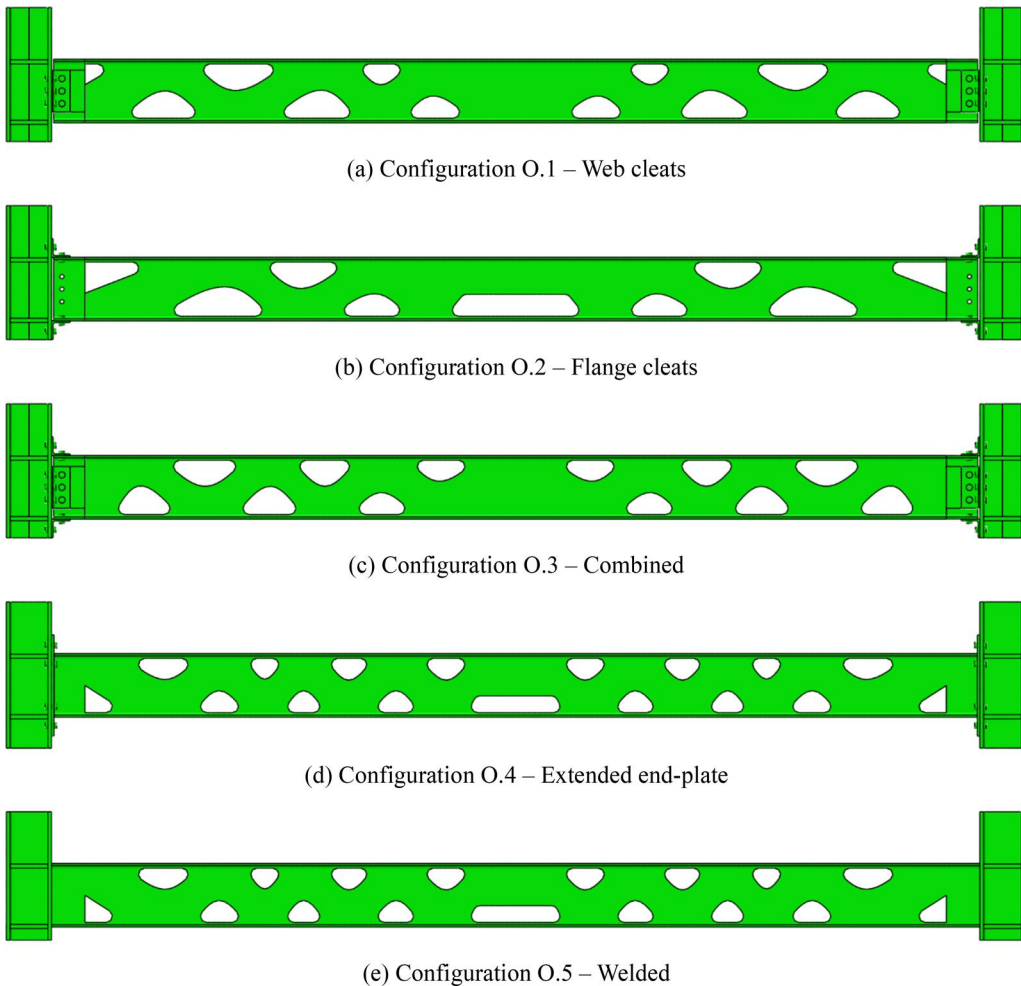 (a) Configuration O.1 – Web cleats
(b) Configuration O.2 – Flange cleats
(c) Configuration O.3 – Combined
(d) Configuration O.4 – Extended end-plate
(e) Configuration O.5 – Welded